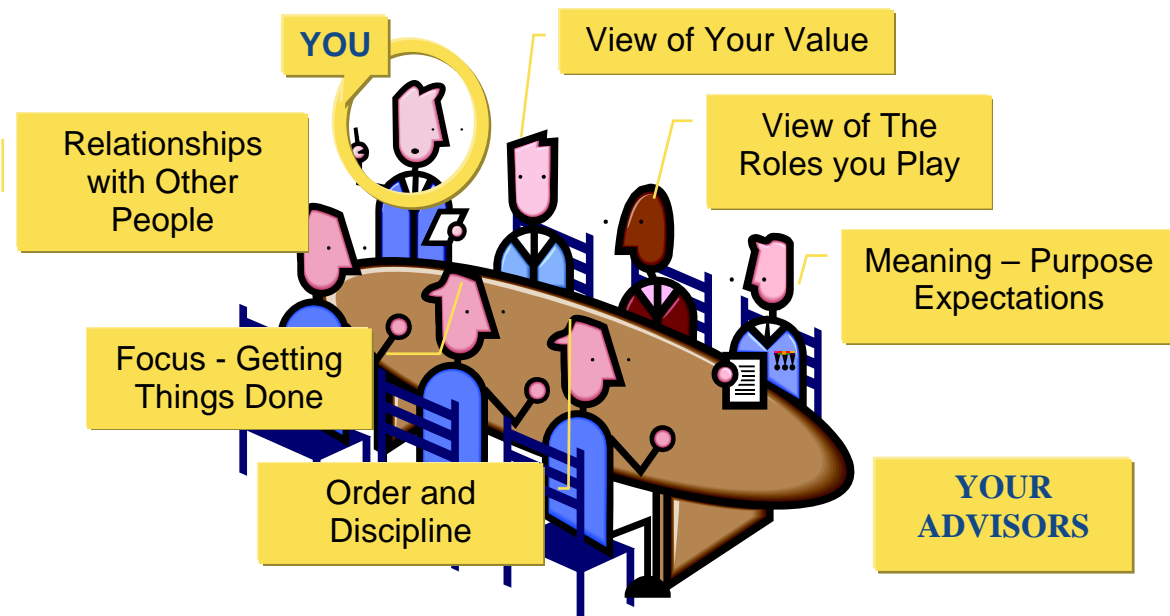 YOU
View of Your Value
View of The
Roles you Play
Relationships
with Other
People
Meaning – Purpose
Expectations
Focus - Getting
Things Done
Order and
Discipline
YOUR
ADVISORS